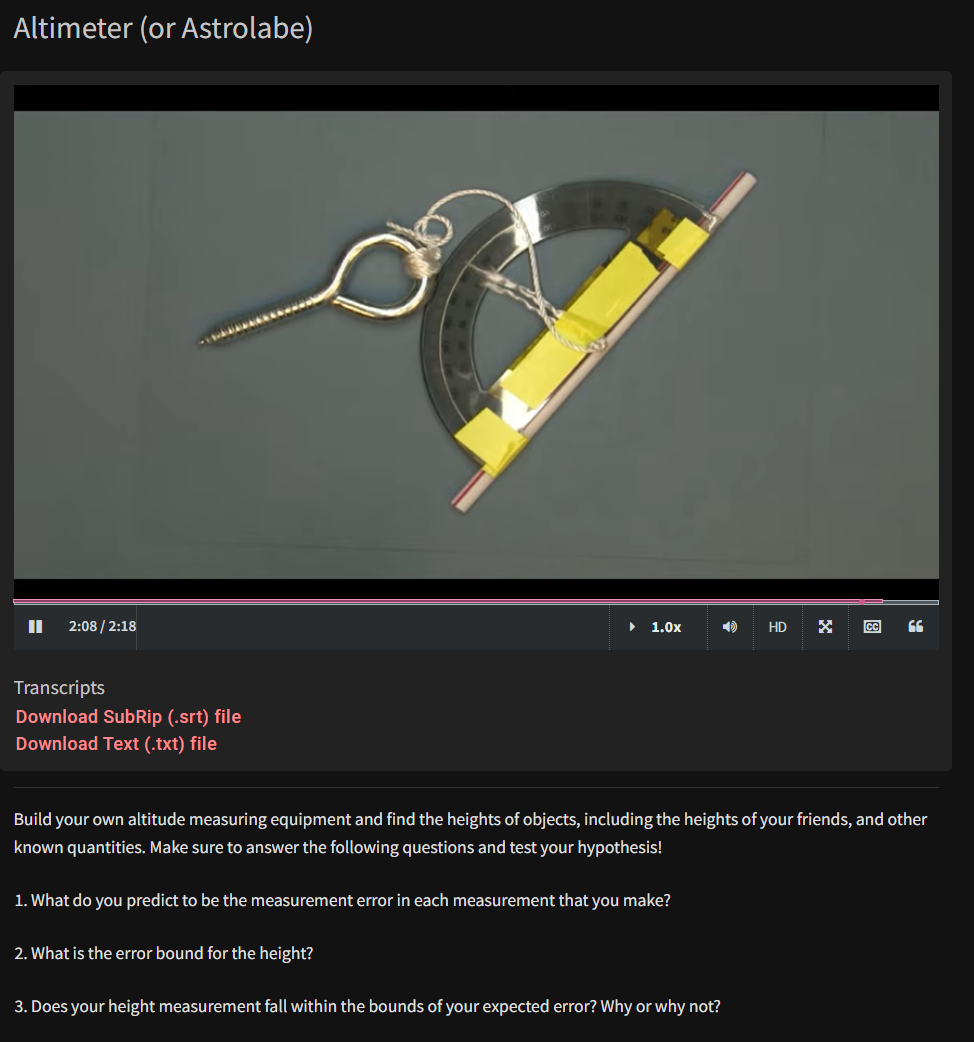 Altimeter (or Astrolabe)
2:08 / 2:18
1.0x
HD
CC
Transcripts
Download SubRip (.srt) file
Download Text (.txt) file
Build your own altitude measuring equipment and find the heights of objects, including the heights of your friends, and other
known quantities. Make sure to answer the following questions and test your hypothesis!
1. What do you predict to be the measurement error in each measurement that you make?
2. What is the error bound for the height?
3. Does your height measurement fall within the bounds of your expected error? Why or why not?